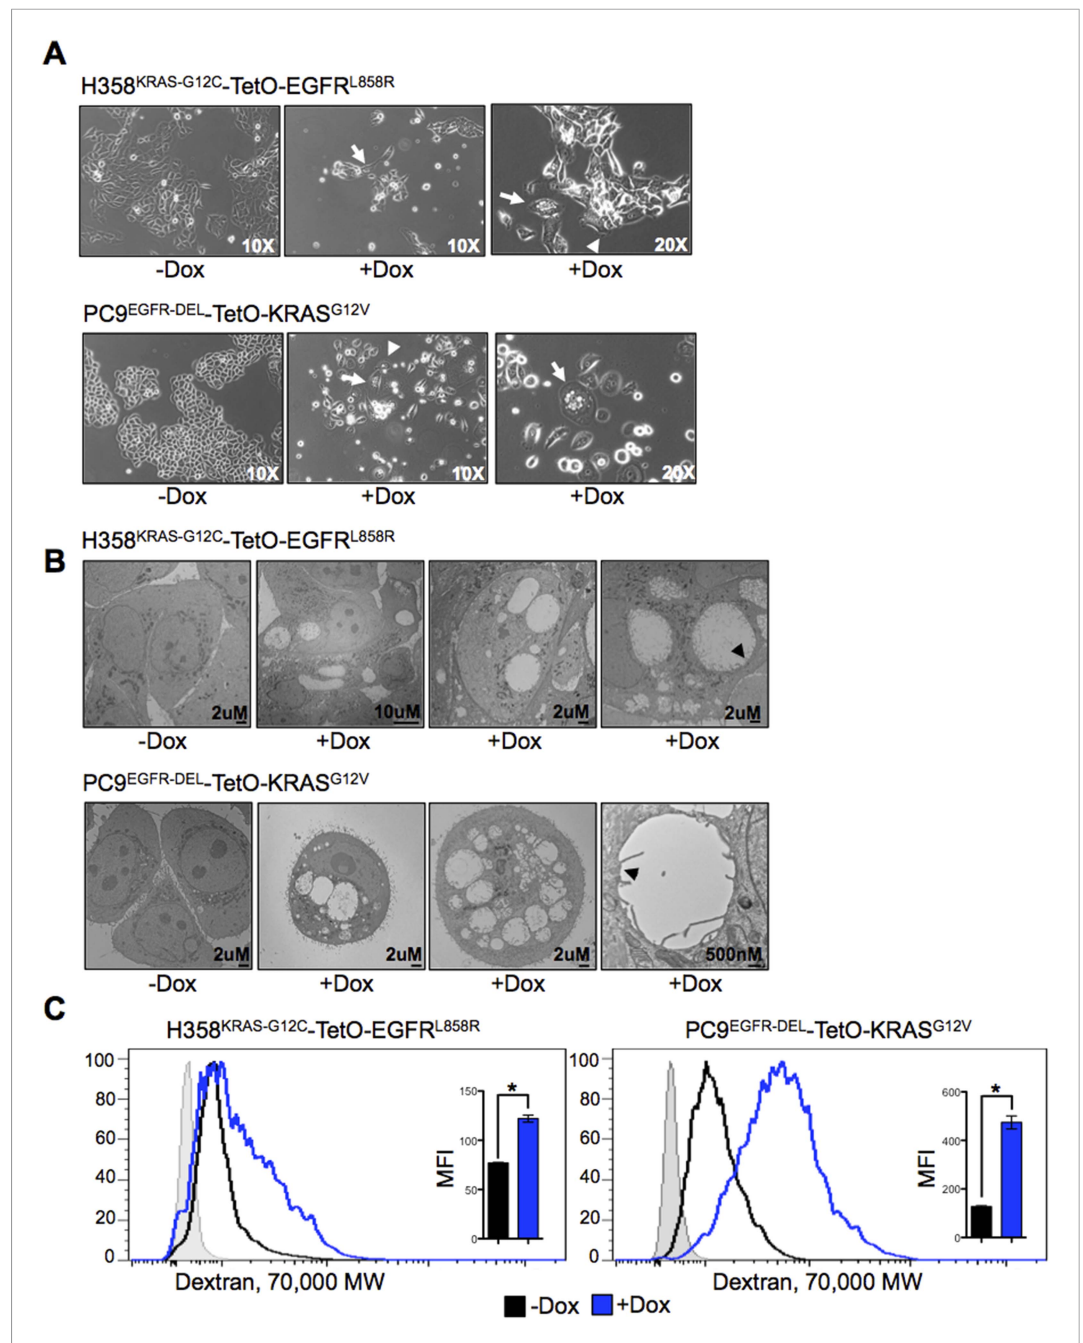 A
H358KRAS-G12C-TetO-EGFRL858R
10X 10X 20X
-Dox +Dox +Dox
PC9EGFR-DEL-TetO-KRASG12V
10X 10X 20X
-Dox +Dox +Dox
B
H358KRAS-G12C-TetO-EGFRL858R
2uM 10uM 2uM 2uM
-Dox +Dox +Dox +Dox
PC9EGFR-DEL-TetO-KRASG12V
2uM 2uM 2uM 500nM
-Dox +Dox +Dox +Dox
C
H358KRAS-G12C-TetO-EGFRL858R
100
80
60
40
20
0
MFI
150
100
50
0
*
Dextran, 70,000 MW
PC9EGFR-DEL-TetO-KRASG12V
100
80
60
40
20
0
MFI
600
400
200
0
*
Dextran, 70,000 MW
-Dox +Dox